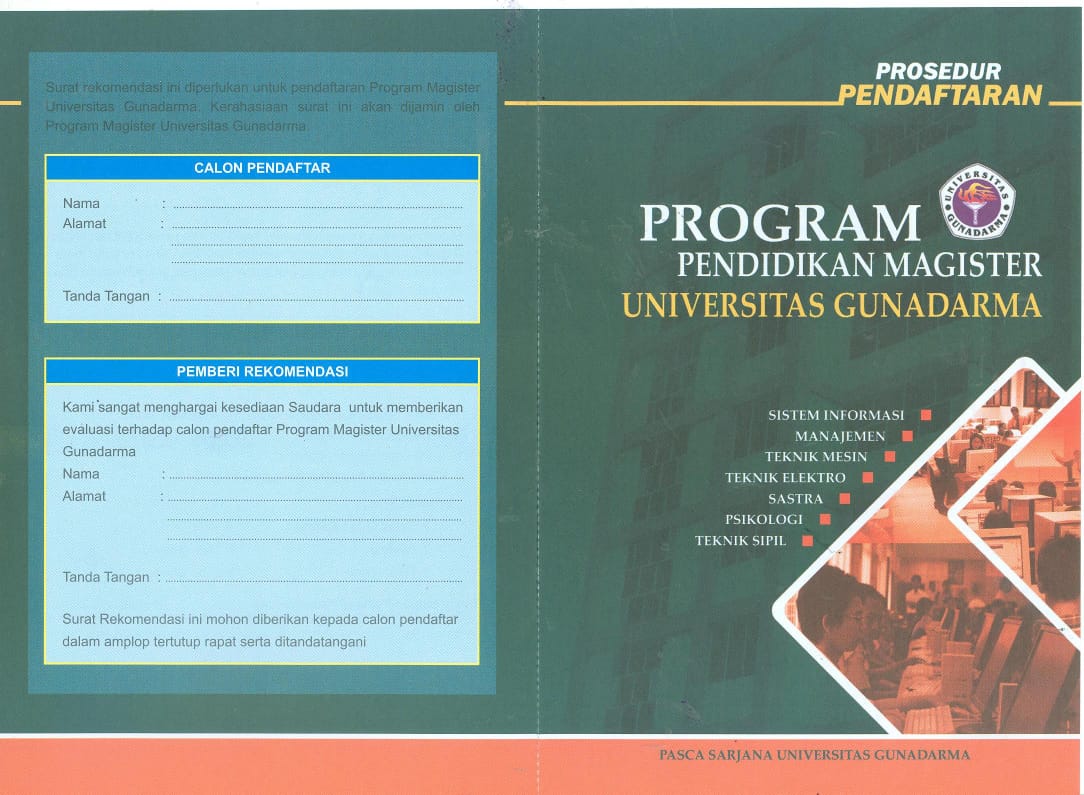 Surat rekomendasi ini diperlukan untuk pendaftaran Program Magister
Universitas Gunadarma. Kerahasiaan surat ini akan dijamin oleh
Program Magister Universitas Gunadarma.
CALON PENDAFTAR
Nama :
Alamat :
Tanda Tangan :
PEMBERI REKOMENDASI
Kami sangat menghargai kesediaan Saudara untuk memberikan
evaluasi terhadap calon pendaftar Program Magister Universitas
Gunadarma
Nama :
Alamat :
Tanda Tangan :
Surat Rekomendasi ini mohon diberikan kepada calon pendaftar
dalam amplop tertutup rapat serta ditandatangani
PROSEDUR
PENDAFTARAN
UNIVERSITAS
GUNADARMA
PROGRAM
PENDIDIKAN MAGISTER
UNIVERSITAS GUNADARMA
SISTEM INFORMASI
MANAJEMEN
TEKNIK MESIN
TEKNIK ELEKTRO
SASTRA
PSIKOLOGI
TEKNIK SIPIL
PASCA SARJANA UNIVERSITAS GUNADARMA